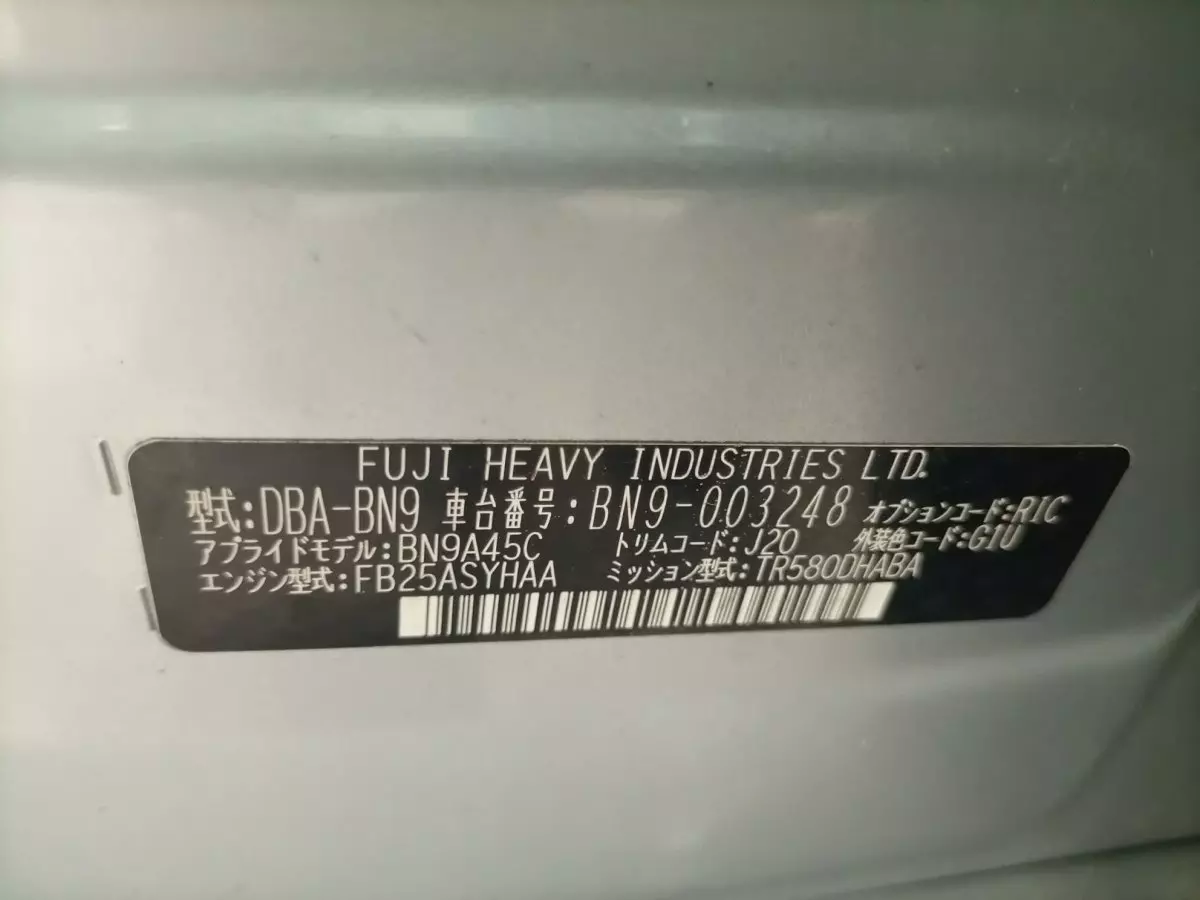 FUJI HEAVY INDUSTRIES LTD.
型式:DBA-BN9 車台番号:BN9-003248 オプションコード:RIC
アプライドモデル:BN9A45C トリムコード:J20 外装色コード:G1U
エンジン型式:FB25ASYHAA ミッション型式:TR580DHABA